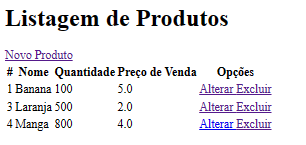 Listagem de Produtos
Novo Produto
# Nome Quantidade Preço de Venda Opções
1 Banana 100 5.0 Alterar Excluir
3 Laranja 500 2.0 Alterar Excluir
4 Manga 800 4.0 Alterar Excluir